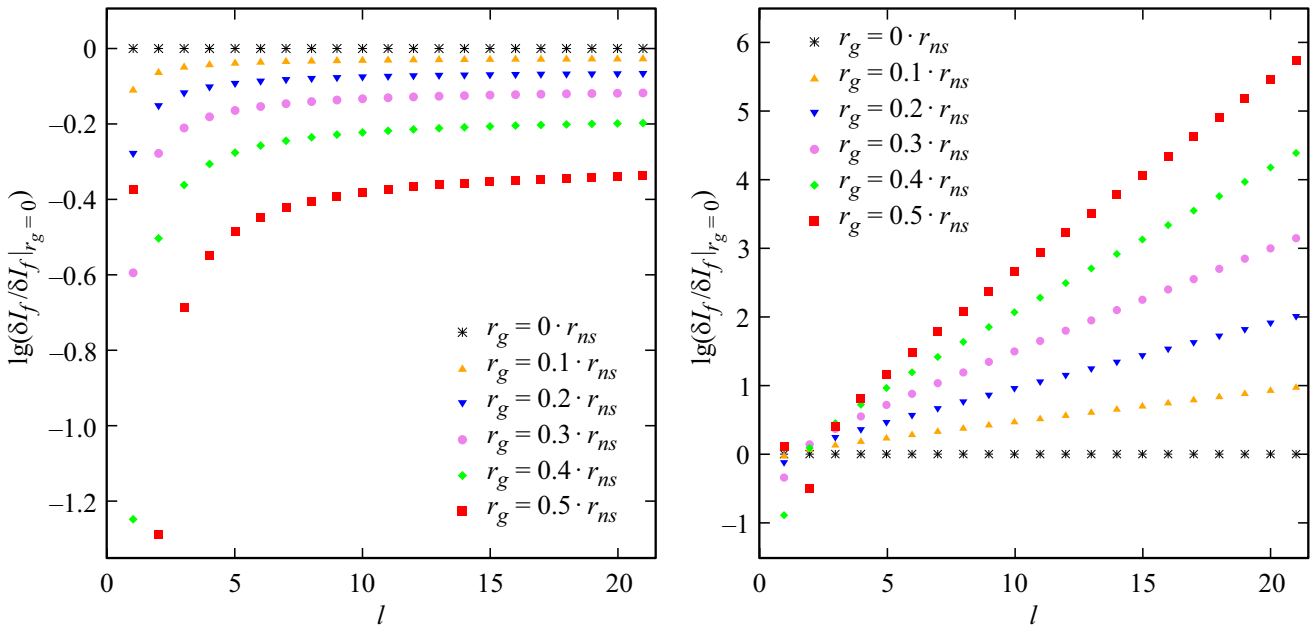 lg(δI_f/δI_f|_{r_g = 0})
0
−0.2
−0.4
−0.6
−0.8
−1.0
−1.2
r_g = 0 · r_ns
r_g = 0.1 · r_ns
r_g = 0.2 · r_ns
r_g = 0.3 · r_ns
r_g = 0.4 · r_ns
r_g = 0.5 · r_ns
0 5 10 15 20
l
lg(δI_f/δI_f|_{r_g = 0})
6
5
4
3
2
1
0
−1
r_g = 0 · r_ns
r_g = 0.1 · r_ns
r_g = 0.2 · r_ns
r_g = 0.3 · r_ns
r_g = 0.4 · r_ns
r_g = 0.5 · r_ns
0 5 10 15 20
l